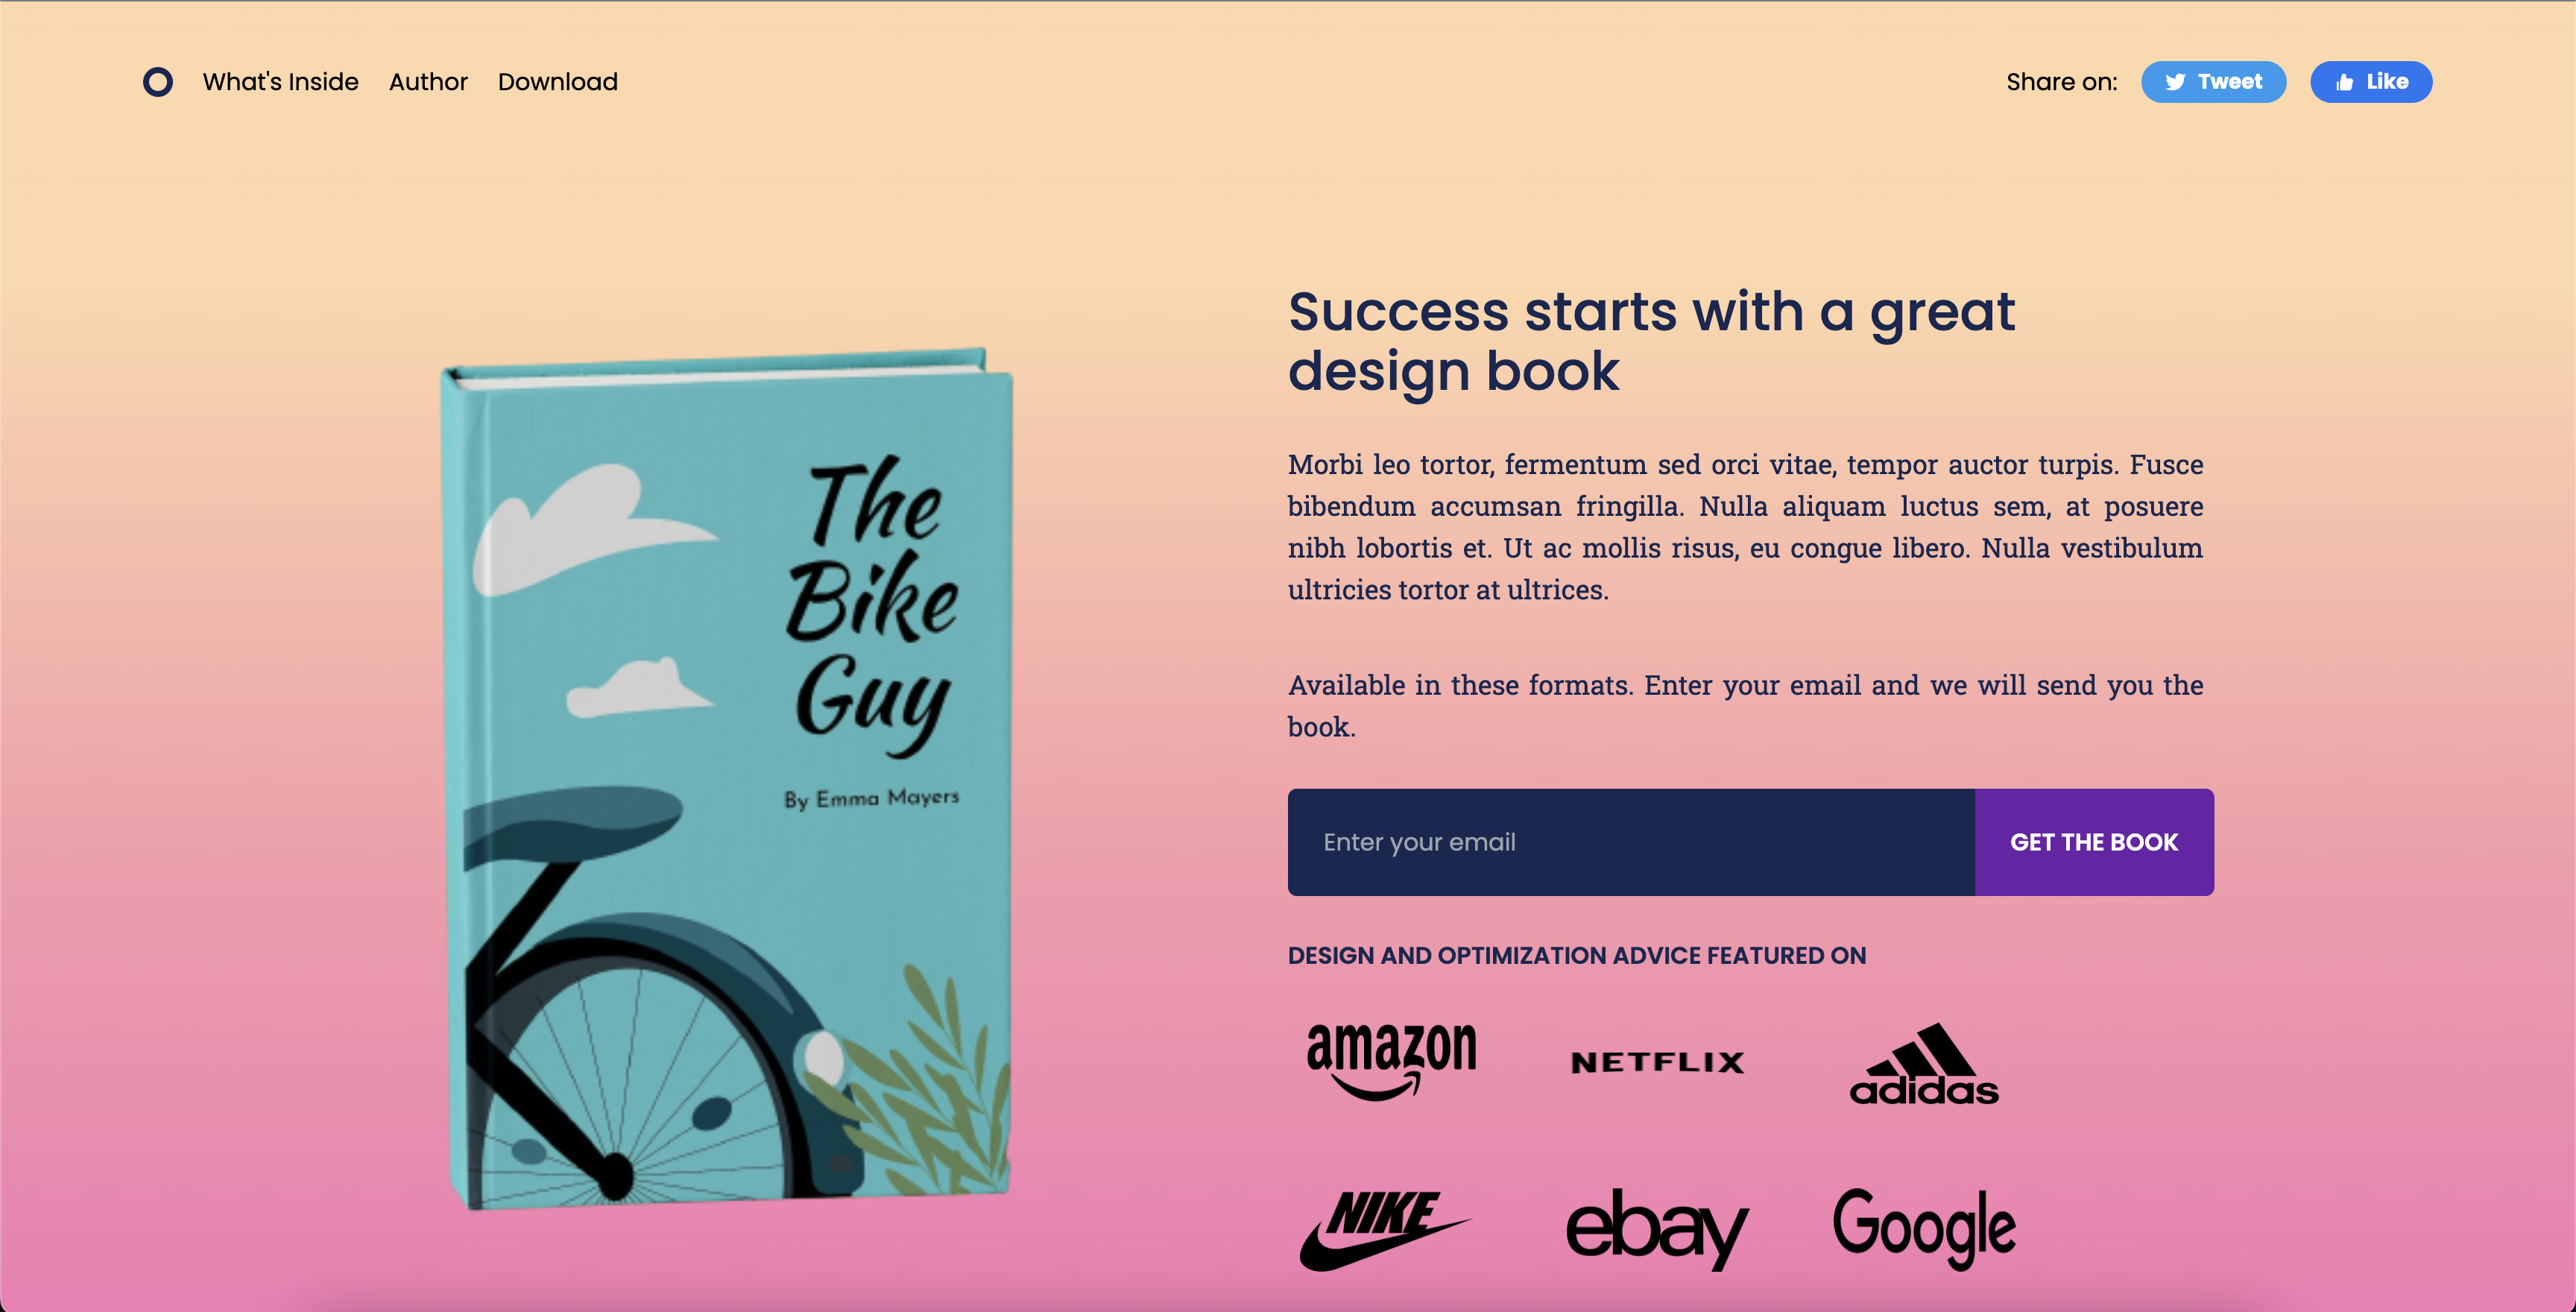 What's Inside Author Download
Share on: Tweet Like
The
Bike
Guy
By Emma Mayers
Success starts with a great
design book
Morbi leo tortor, fermentum sed orci vitae, tempor auctor turpis. Fusce
bibendum accumsan fringilla. Nulla aliquam luctus sem, at posuere
nibh lobortis et. Ut ac mollis risus, eu congue libero. Nulla vestibulum
ultricies tortor at ultrices.
Available in these formats. Enter your email and we will send you the
book.
Enter your email GET THE BOOK
DESIGN AND OPTIMIZATION ADVICE FEATURED ON
amazon NETFLIX adidas
NIKE ebay Google